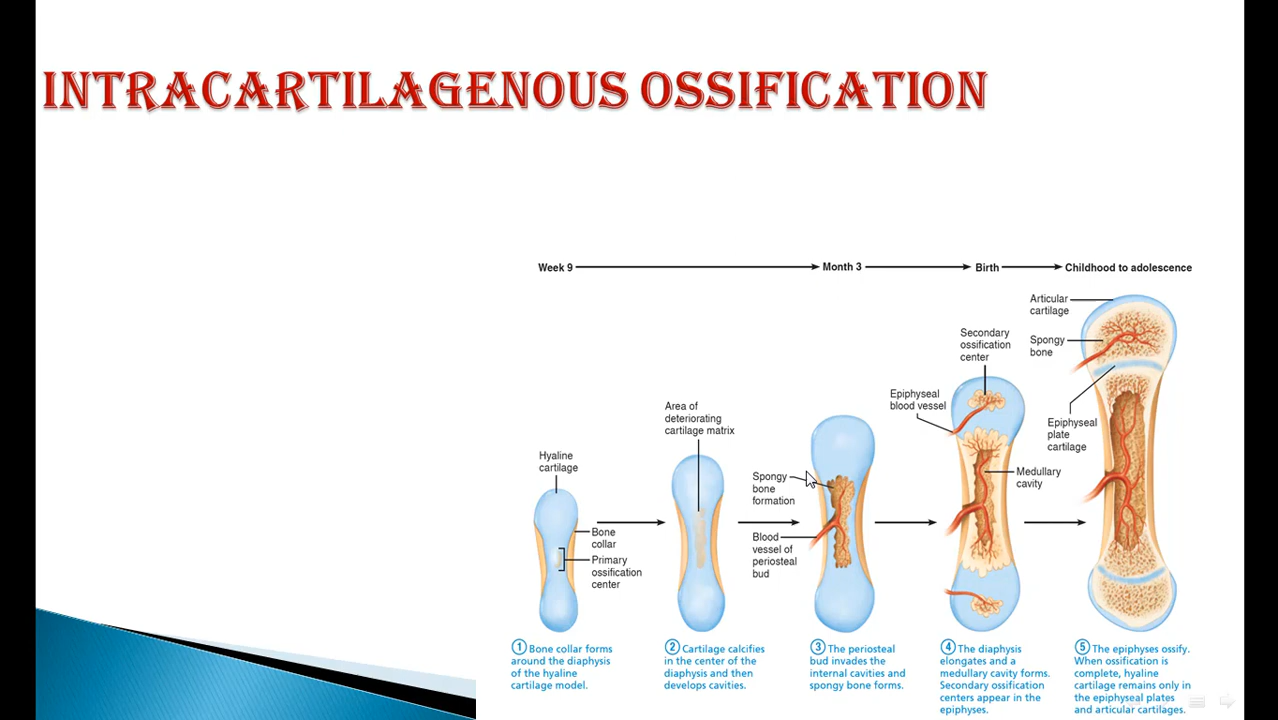 INTRACARTILAGENOUS OSSIFICATION
Week 9
Month 3
Birth
Childhood to adolescence
Hyaline
cartilage
Bone
collar
Primary
ossification
center
Area of
deteriorating
cartilage matrix
Spongy
bone
formation
Blood
vessel of
periosteal
bud
Epiphyseal
blood vessel
Secondary
ossification
center
Medullary
cavity
Articular
cartilage
Spongy
bone
Epiphyseal
plate
cartilage
1 Bone collar forms
around the diaphysis
of the hyaline
cartilage model.
2 Cartilage calcifies
in the center of the
diaphysis and then
develops cavities.
3 The periosteal
bud invades the
internal cavities and
spongy bone forms.
4 The diaphysis
elongates and a
medullary cavity forms.
Secondary ossification
centers appear in the
epiphyses.
5 The epiphyses ossify.
When ossification is
complete, hyaline
cartilage remains only in
the epiphyseal plates
and articular cartilages.